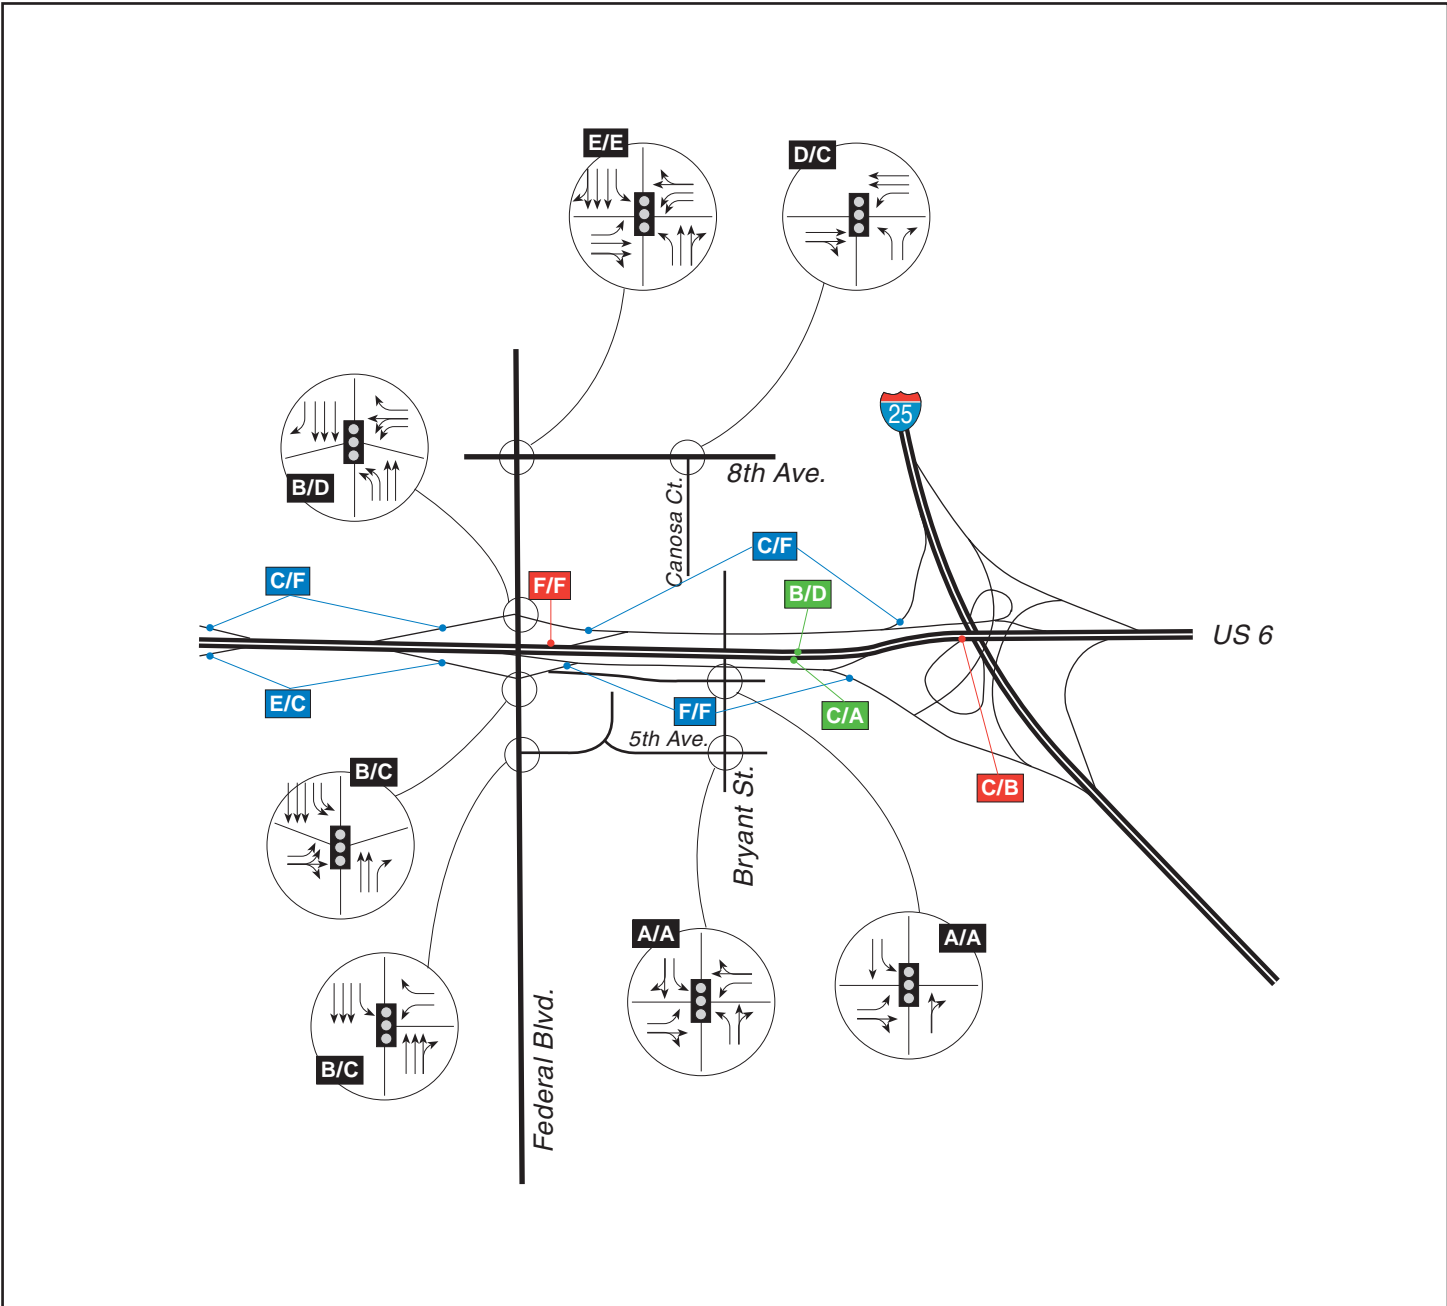 E/E
D/C
B/D
25
8th Ave.
Canosa Ct.
C/F
C/F
F/F
B/D
US 6
E/C
F/F
C/A
5th Ave.
B/C
C/B
Bryant St.
A/A
A/A
Federal Blvd.
B/C